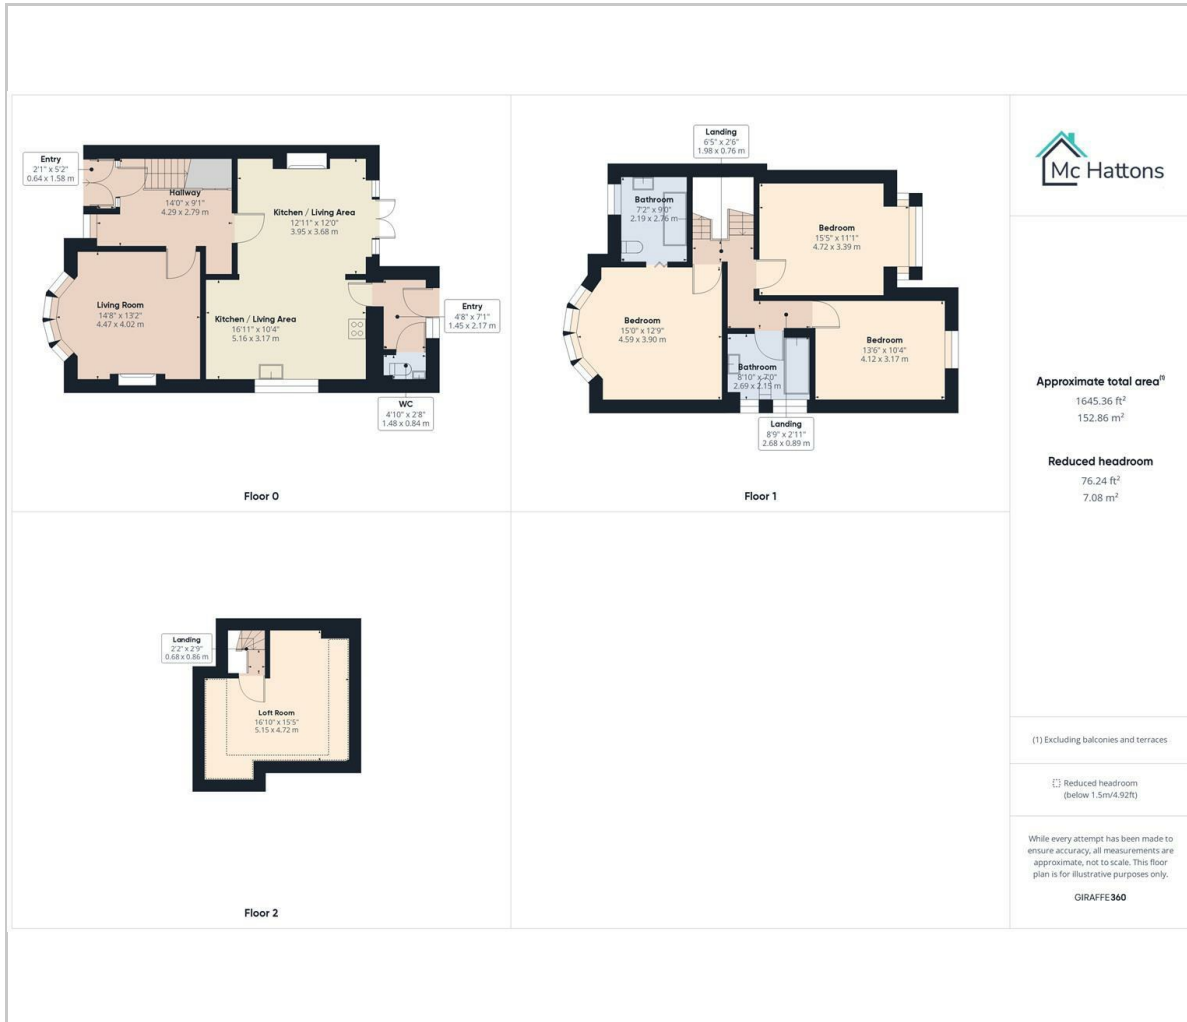 Entry
2'1" x 5'2"
0.64 x 1.58 m
Hallway
14'0" x 9'1"
4.29 x 2.79 m
Kitchen / Living Area
12'11" x 12'0"
3.95 x 3.68 m
Living Room
14'8" x 13'2"
4.47 x 4.02 m
Kitchen / Living Area
16'11" x 10'4"
5.16 x 3.17 m
Entry
4'8" x 7'1"
1.45 x 2.17 m
WC
4'10" x 2'8"
1.48 x 0.84 m
Floor 0
Landing
6'5" x 2'6"
1.98 x 0.76 m
Bathroom
7'2" x 9'0"
2.19 x 2.76 m
Bedroom
15'5" x 11'1"
4.72 x 3.39 m
Bedroom
15'0" x 12'9"
4.59 x 3.90 m
Bedroom
13'6" x 10'4"
4.12 x 3.17 m
Bathroom
8'10" x 7'0"
2.69 x 2.15 m
Landing
8'9" x 2'11"
2.68 x 0.89 m
Floor 1
Landing
2'2" x 2'9"
0.68 x 0.86 m
Loft Room
16'10" x 15'5"
5.15 x 4.72 m
Floor 2
Mc Hattons
Approximate total area(1)
1645.36 ft²
152.86 m²
Reduced headroom
76.24 ft²
7.08 m²
(1) Excluding balconies and terraces
Reduced headroom
(below 1.5m/4.92ft)
While every attempt has been made to
ensure accuracy, all measurements are
approximate, not to scale. This floor
plan is for illustrative purposes only.
GIRAFFE360